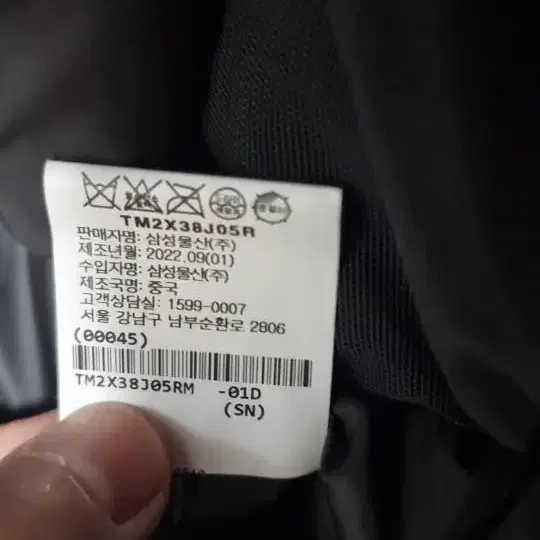 TM2X38J05R
판매자명: 삼성물산(주)
제조년월: 2022.09(01)
수입자명: 삼성물산(주)
제조국명: 중국
고객상담실: 1599-0007
서울 강남구 남부순환로 2806
(00045)
TM2X38J05RM -01D
(SN)